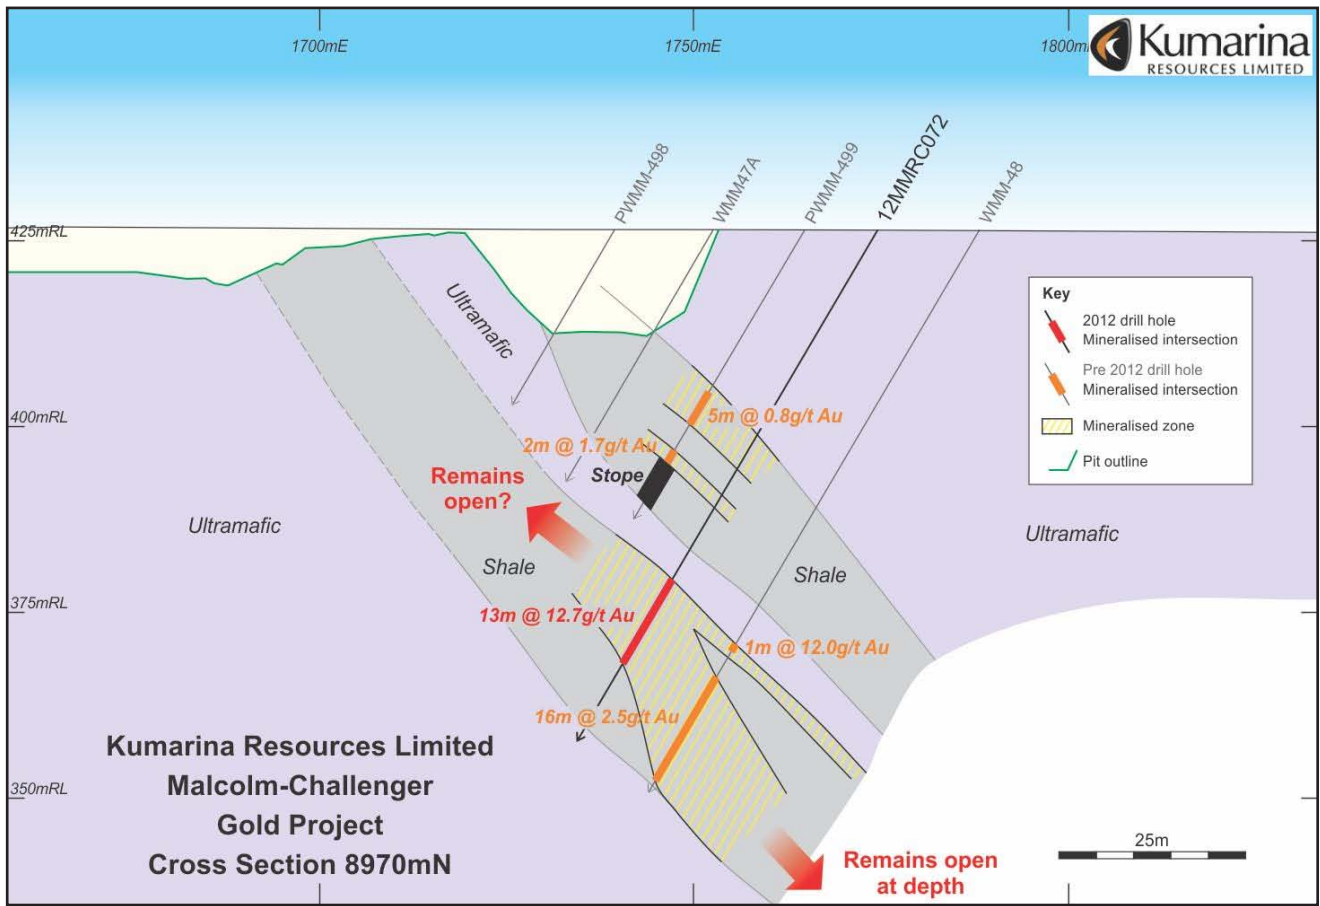 1700mE
1750mE
1800m
Kumarina
RESOURCES LIMITED
PWMM-498
WMM47A
PWMM-499
12MMRC072
WMM-48
425mRL
Ultramafic
Key
2012 drill hole
Mineralised intersection
Pre 2012 drill hole
Mineralised intersection
Mineralised zone
Pit outline
400mRL
5m @ 0.8g/t Au
2m @ 1.7g/t Au
Stope
Remains
open?
Ultramafic
Ultramafic
Shale
Shale
375mRL
13m @ 12.7g/t Au
1m @ 12.0g/t Au
16m @ 2.5g/t Au
Kumarina Resources Limited
Malcolm-Challenger
Gold Project
Cross Section 8970mN
350mRL
25m
Remains open
at depth